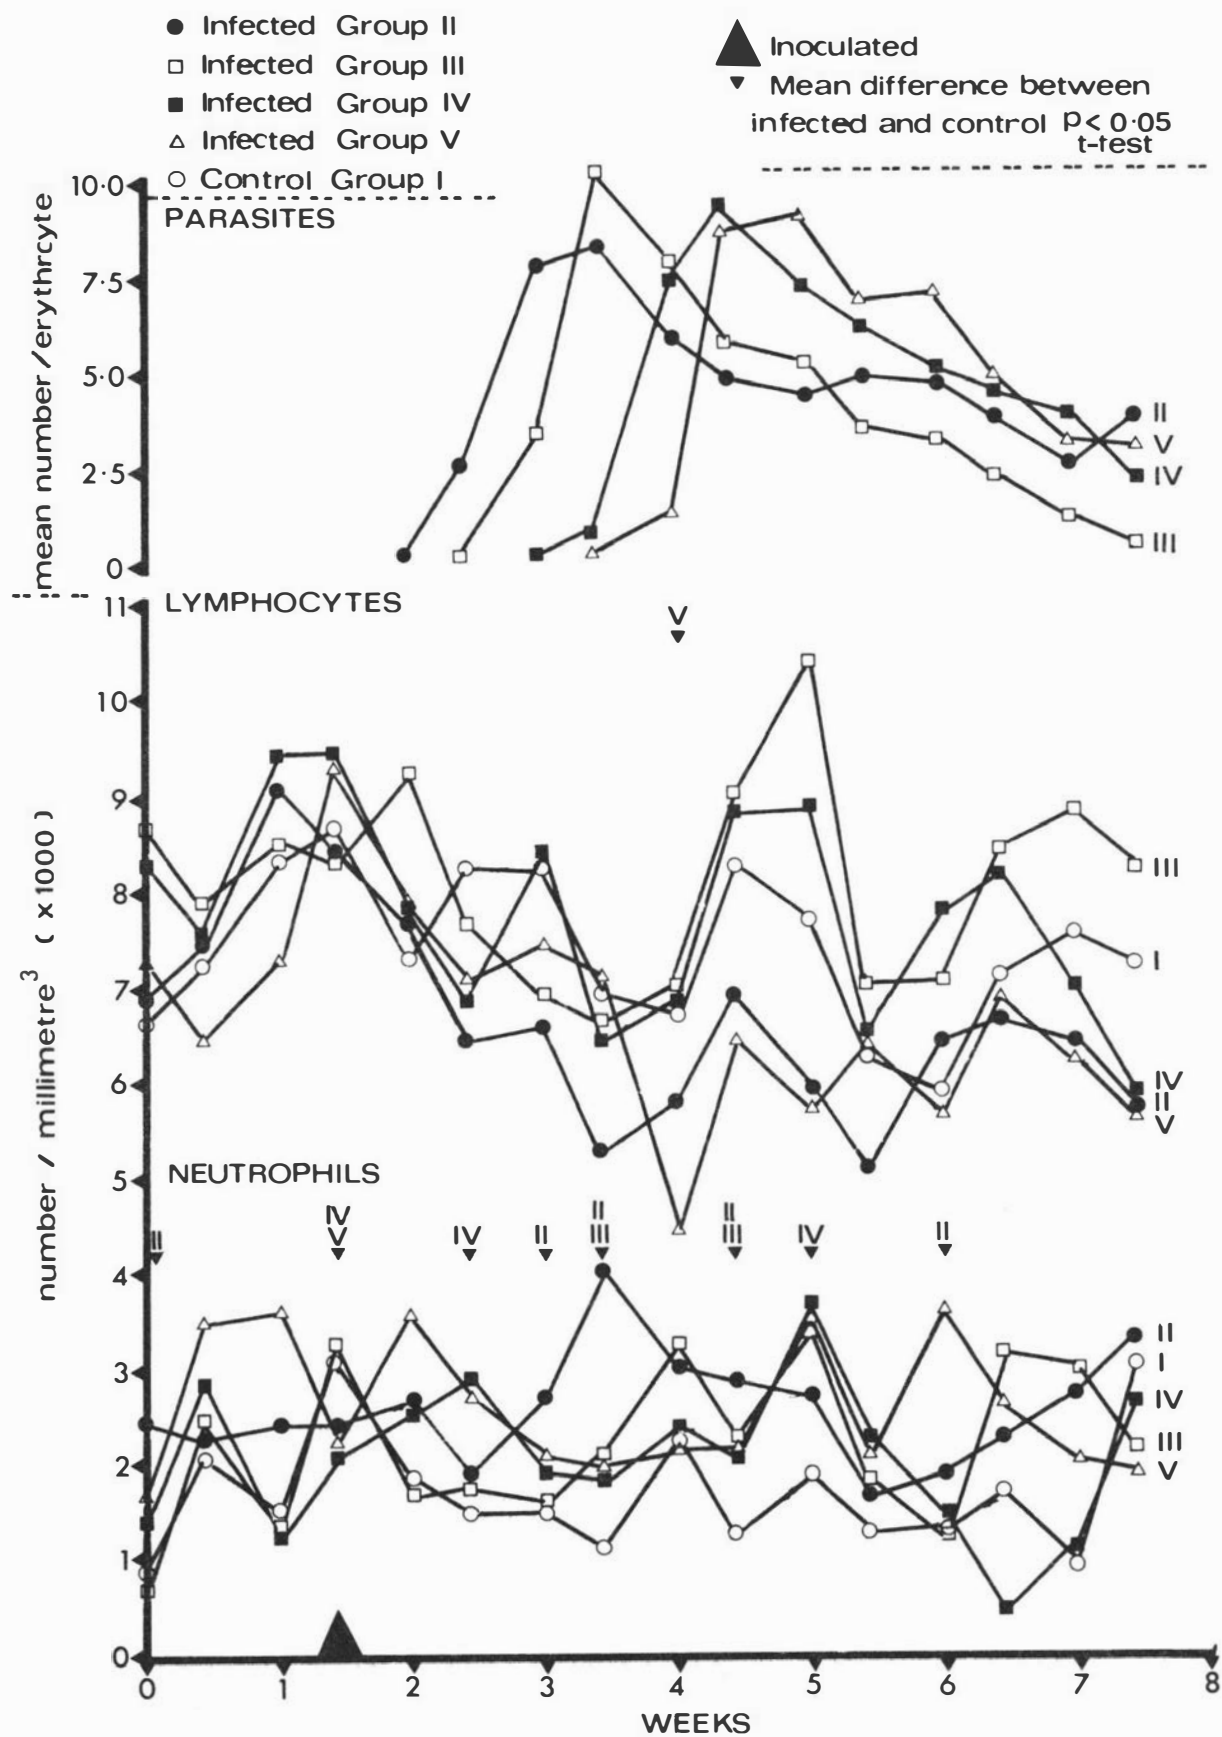 Infected Group II
Infected Group III
Infected Group IV
Infected Group V
Control Group I
Inoculated
Mean difference between
infected and control p< 0·05
t-test
PARASITES
mean number/erythrcyte
10·0
7·5
5·0
2·5
0
II
V
IV
III
LYMPHOCYTES
number / millimetre3 (x1000)
11
10
9
8
7
6
5
V
III
I
IV
II
V
NEUTROPHILS
II
IV
V
IV
II
II
III
II
III
IV
II
4
3
2
1
0
II
I
IV
III
V
0 1 2 3 4 5 6 7 8
WEEKS